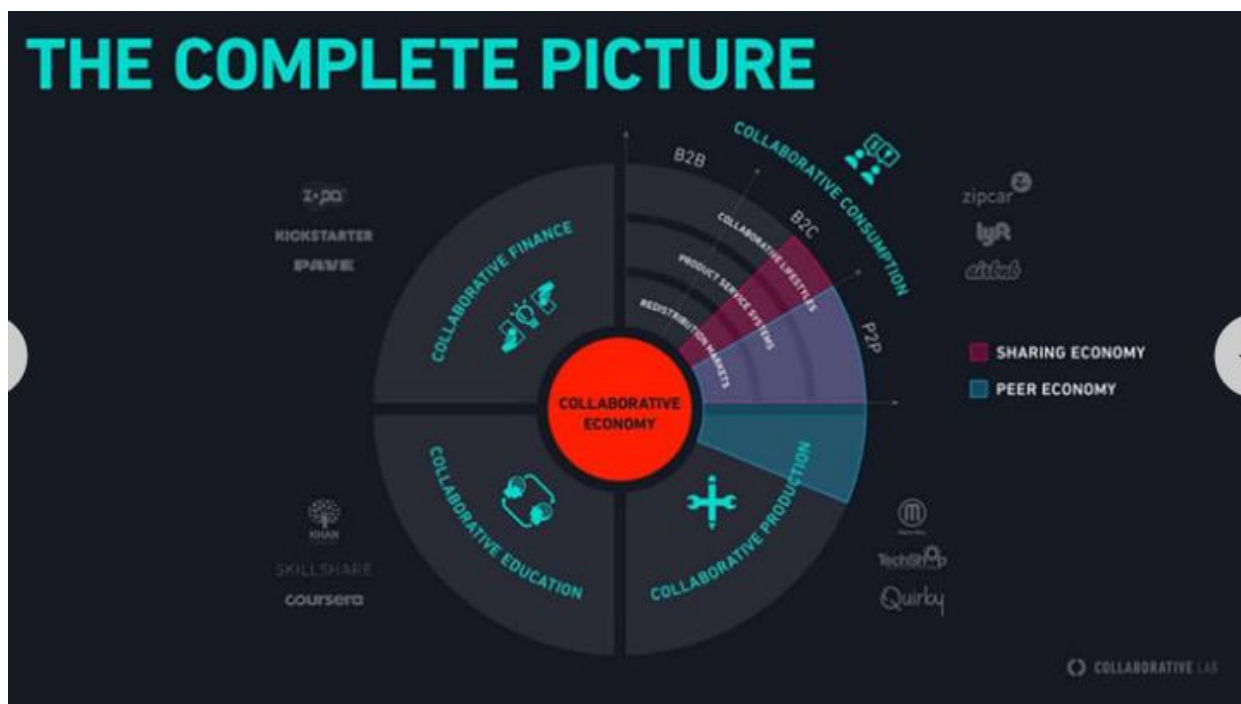 THE COMPLETE PICTURE
B2B
COLLABORATIVE CONSUMPTION
B2C
P2P
COLLABORATIVE LIFESTYLES
PRODUCT SERVICE SYSTEMS
REDISTRIBUTION MARKETS
ZOPA
KICKSTARTER
PAVE
COLLABORATIVE FINANCE
zipcar
lyft
airbnb
SHARING ECONOMY
PEER ECONOMY
COLLABORATIVE
ECONOMY
KHAN
SKILLSHARE
coursera
COLLABORATIVE EDUCATION
COLLABORATIVE PRODUCTION
TechShop
Quirky
COLLABORATIVE LAB